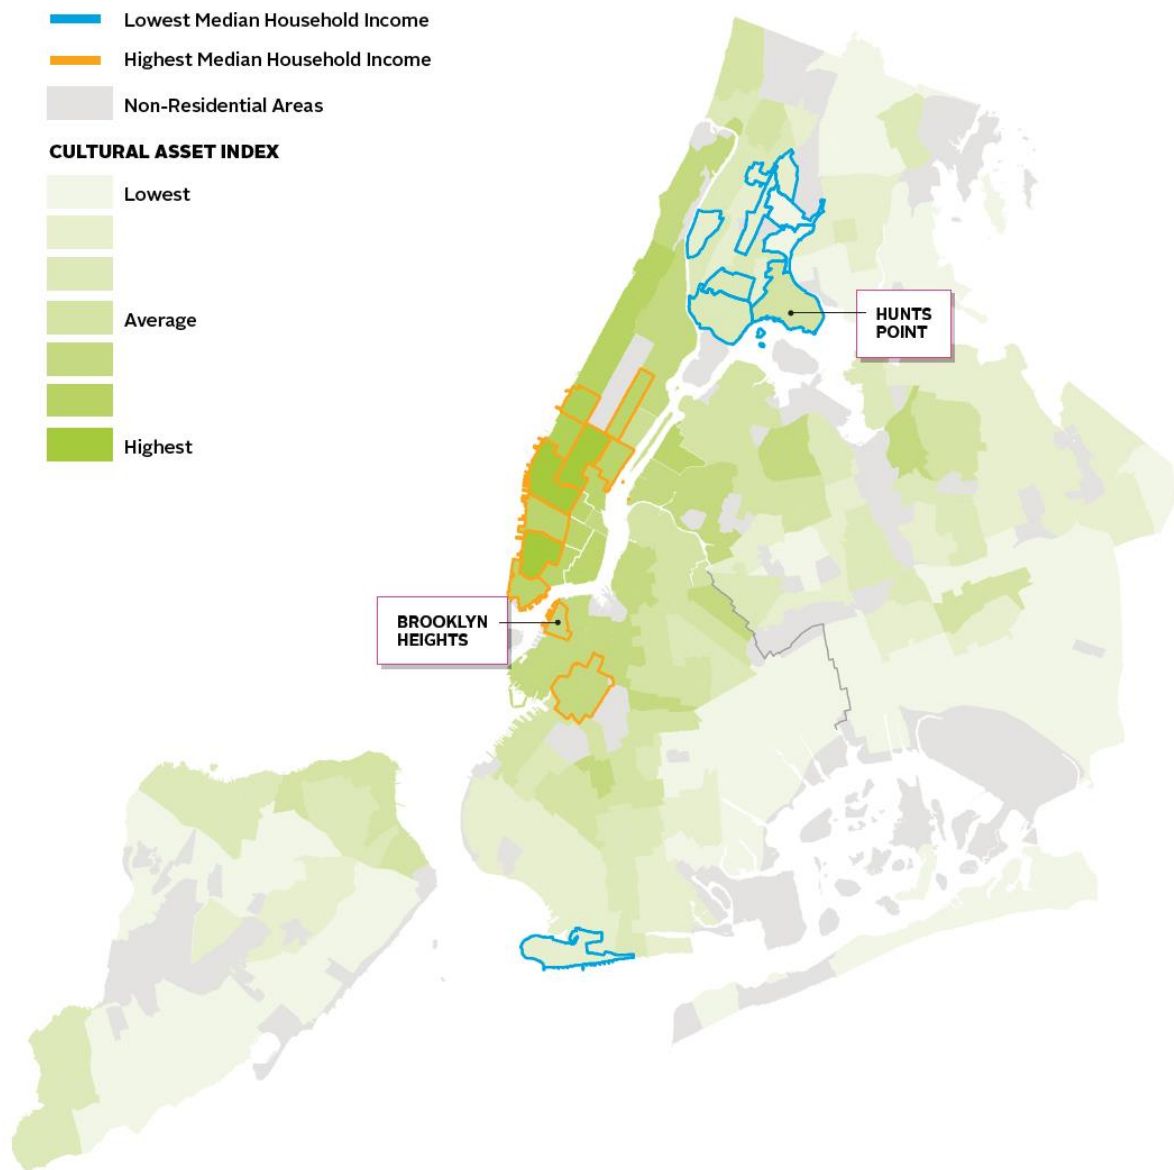 Lowest Median Household Income
Highest Median Household Income
Non-Residential Areas
CULTURAL ASSET INDEX
Lowest
Average
Highest
HUNTS
POINT
BROOKLYN
HEIGHTS